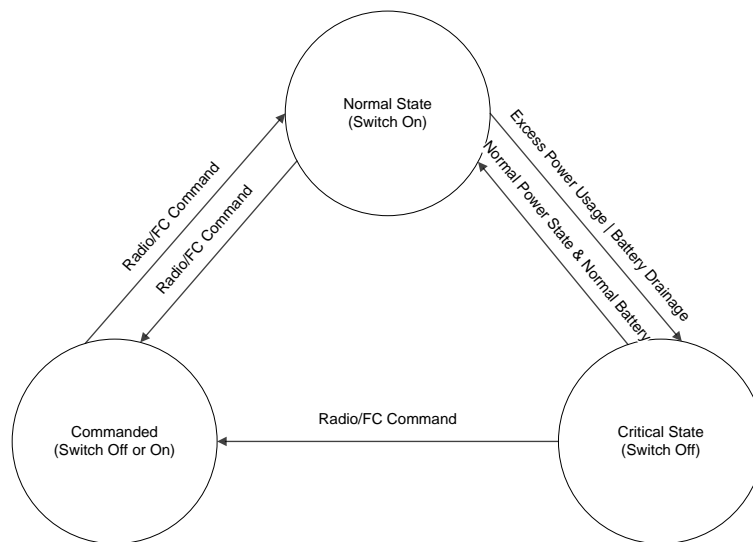 Normal State
(Switch On)
Excess Power Usage | Battery Drainage
Normal Power State & Normal Battery
Radio/FC Command
Radio/FC Command
Commanded
(Switch Off or On)
Radio/FC Command
Critical State
(Switch Off)